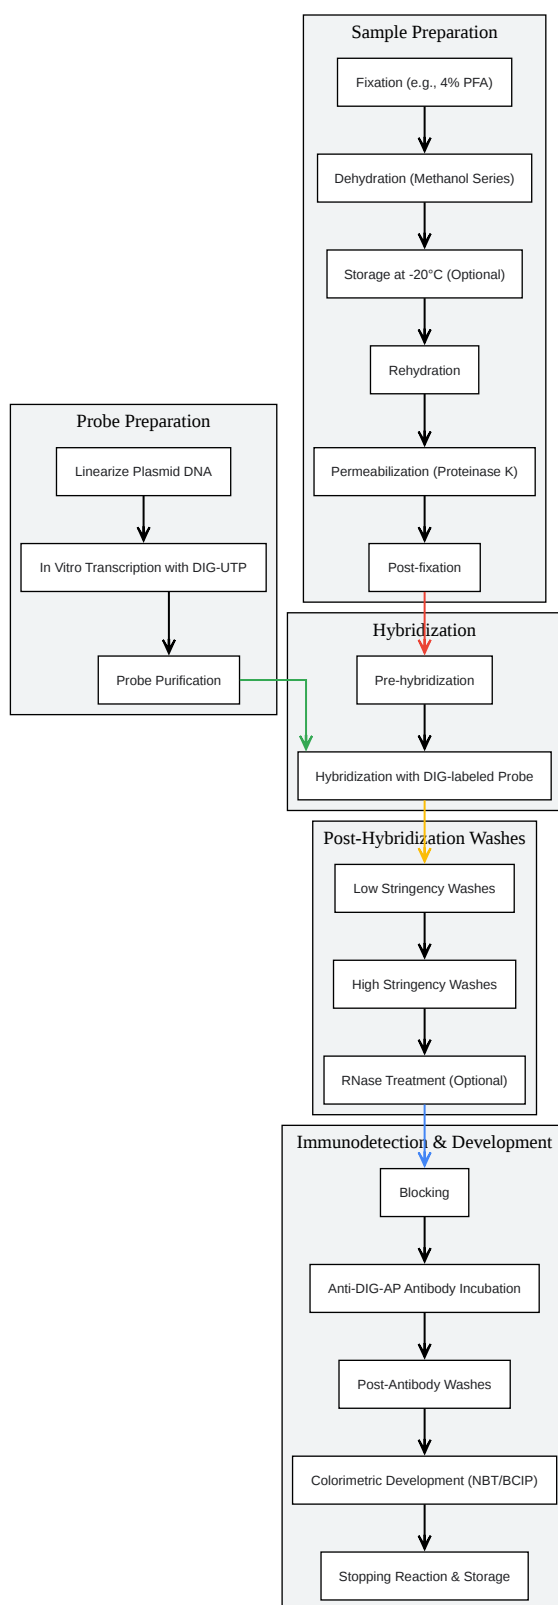 Sample Preparation
Fixation (e.g., 4% PFA)
Dehydration (Methanol Series)
Storage at -20°C (Optional)
Rehydration
Permeabilization (Proteinase K)
Post-fixation
Probe Preparation
Linearize Plasmid DNA
In Vitro Transcription with DIG-UTP
Probe Purification
Hybridization
Pre-hybridization
Hybridization with DIG-labeled Probe
Post-Hybridization Washes
Low Stringency Washes
High Stringency Washes
RNase Treatment (Optional)
Immunodetection & Development
Blocking
Anti-DIG-AP Antibody Incubation
Post-Antibody Washes
Colorimetric Development (NBT/BCIP)
Stopping Reaction & Storage